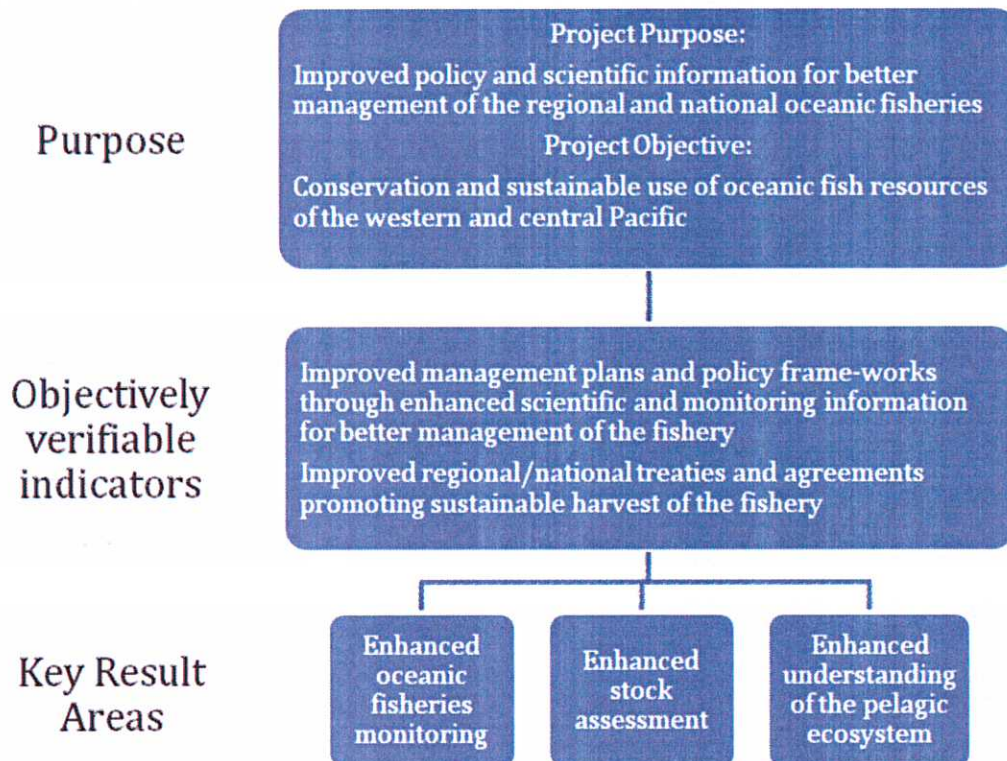 Purpose
Project Purpose:
Improved policy and scientific information for better
management of the regional and national oceanic fisheries
Project Objective:
Conservation and sustainable use of oceanic fish resources
of the western and central Pacific
Objectively
verifiable
indicators
Improved management plans and policy frame-works
through enhanced scientific and monitoring information
for better management of the fishery
Improved regional/national treaties and agreements
promoting sustainable harvest of the fishery
Key Result
Areas
Enhanced
oceanic
fisheries
monitoring
Enhanced
stock
assessment
Enhanced
understanding
of the pelagic
ecosystem